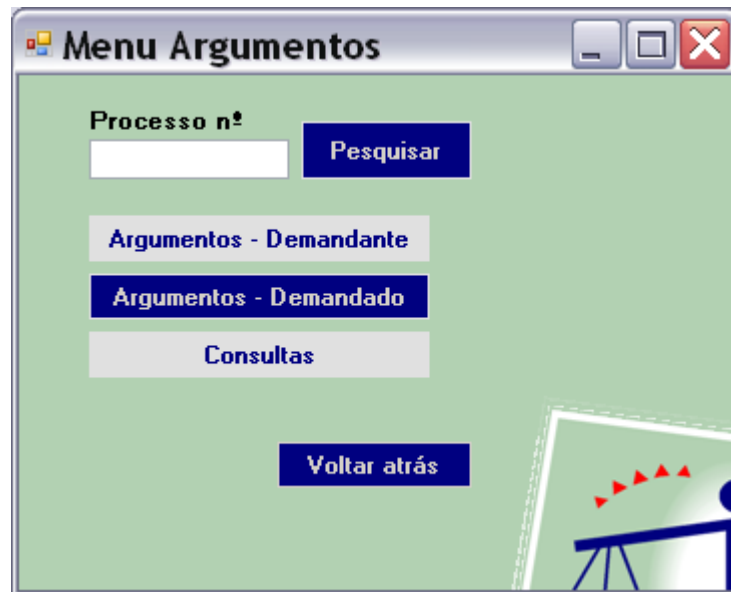 Menu Argumentos
Processo nº
Pesquisar
Argumentos - Demandante
Argumentos - Demandado
Consultas
Voltar atrás